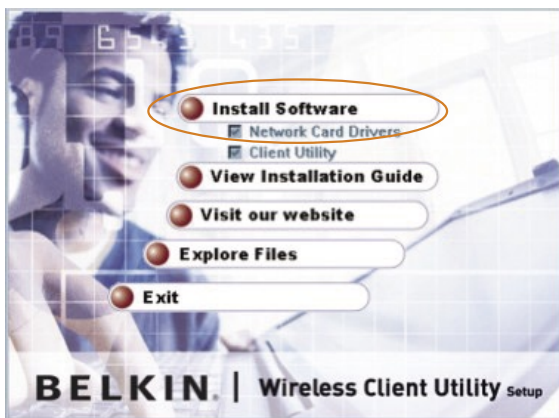 Install Software
Network Card Drivers
Client Utility
View Installation Guide
Visit our website
Explore Files
Exit
BELKIN. | Wireless Client Utility Setup